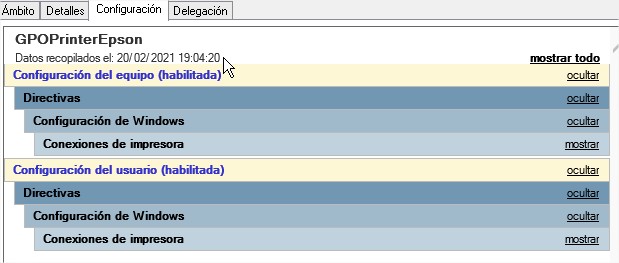 Ámbito Detalles Configuración Delegación
GPOPrinterEpson
Datos recopilados el: 20/02/2021 19:04:20 mostrar todo
Configuración del equipo (habilitada) ocultar
Directivas ocultar
Configuración de Windows ocultar
Conexiones de impresora mostrar
Configuración del usuario (habilitada) ocultar
Directivas ocultar
Configuración de Windows ocultar
Conexiones de impresora mostrar